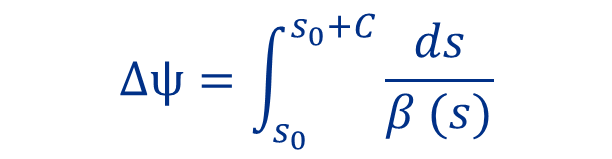 Δψ = ∫_{s₀}^{s₀+C} ds / β (s)